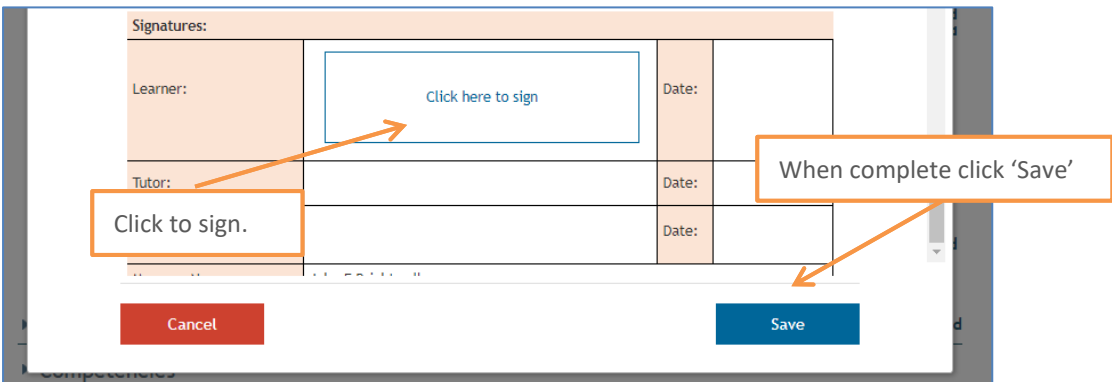 Signatures:
Learner:
Click here to sign
Date:
When complete click ‘Save’
Tutor:
Date:
Click to sign.
Date:
Cancel
Save
Competencies